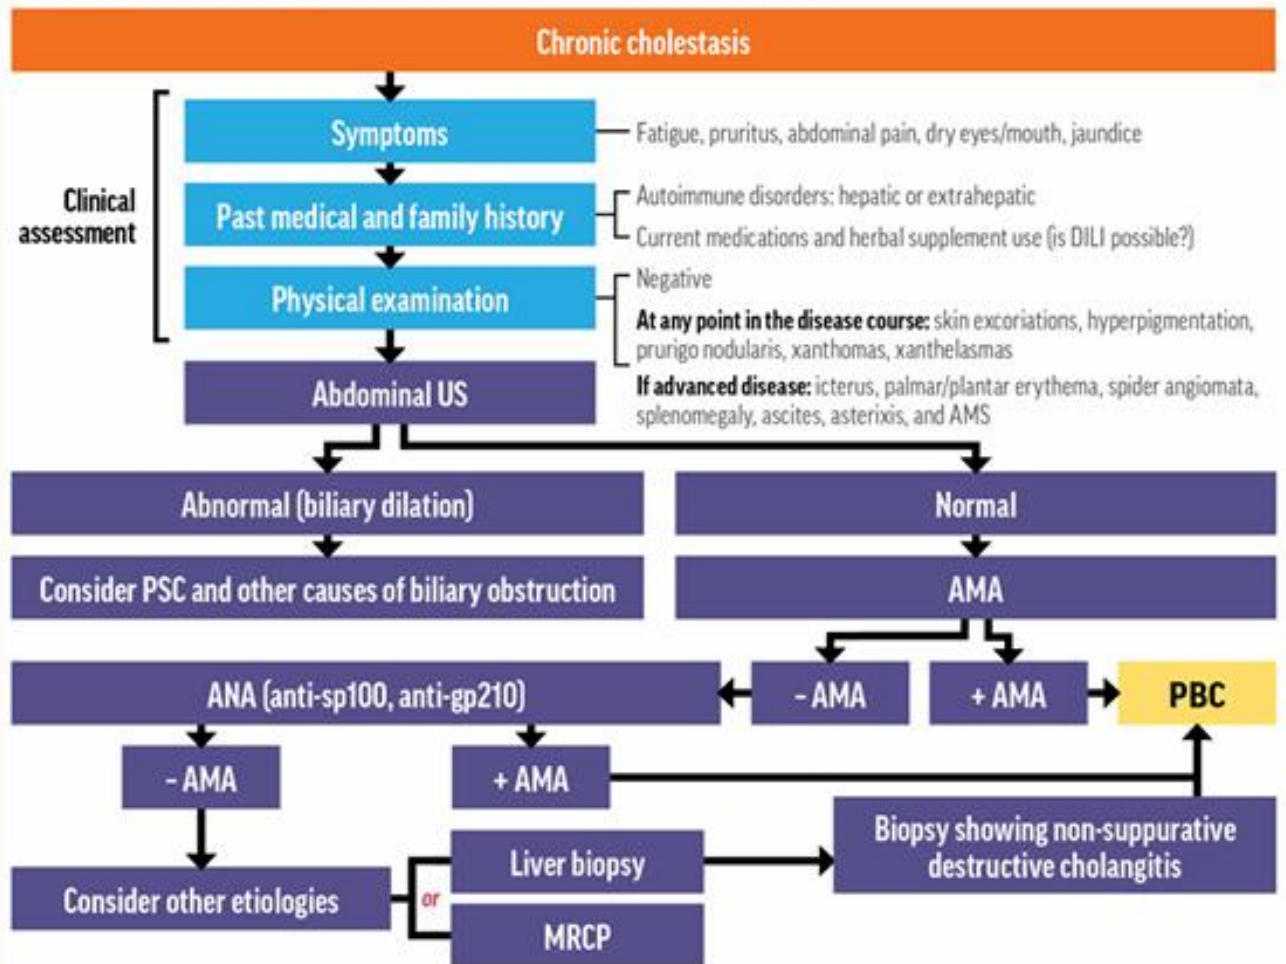 Chronic cholestasis
Clinical
assessment
Symptoms
Fatigue, pruritus, abdominal pain, dry eyes/mouth, jaundice
Past medical and family history
Autoimmune disorders: hepatic or extrahepatic
Current medications and herbal supplement use (is DILI possible?)
Physical examination
Negative
At any point in the disease course: skin excoriations, hyperpigmentation,
prurigo nodularis, xanthomas, xanthelasmas
If advanced disease: icterus, palmar/plantar erythema, spider angiomata,
splenomegaly, ascites, asterixis, and AMS
Abdominal US
Abnormal (biliary dilation)
Normal
Consider PSC and other causes of biliary obstruction
AMA
ANA (anti-sp100, anti-gp210)
- AMA
+ AMA
PBC
- AMA
+ AMA
Biopsy showing non-suppurative
destructive cholangitis
Liver biopsy
Consider other etiologies
or
MRCP